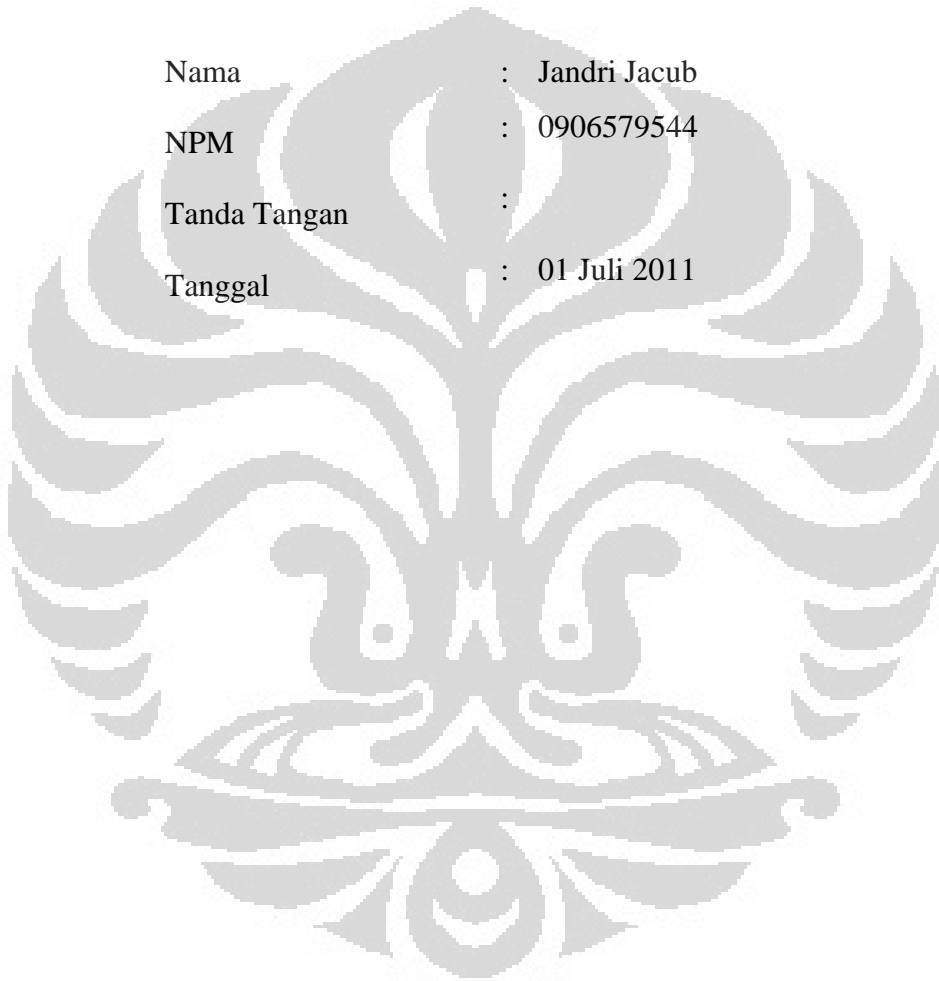 Nama : Jandri Jacub
NPM : 0906579544
Tanda Tangan :
Tanggal : 01 Juli 2011